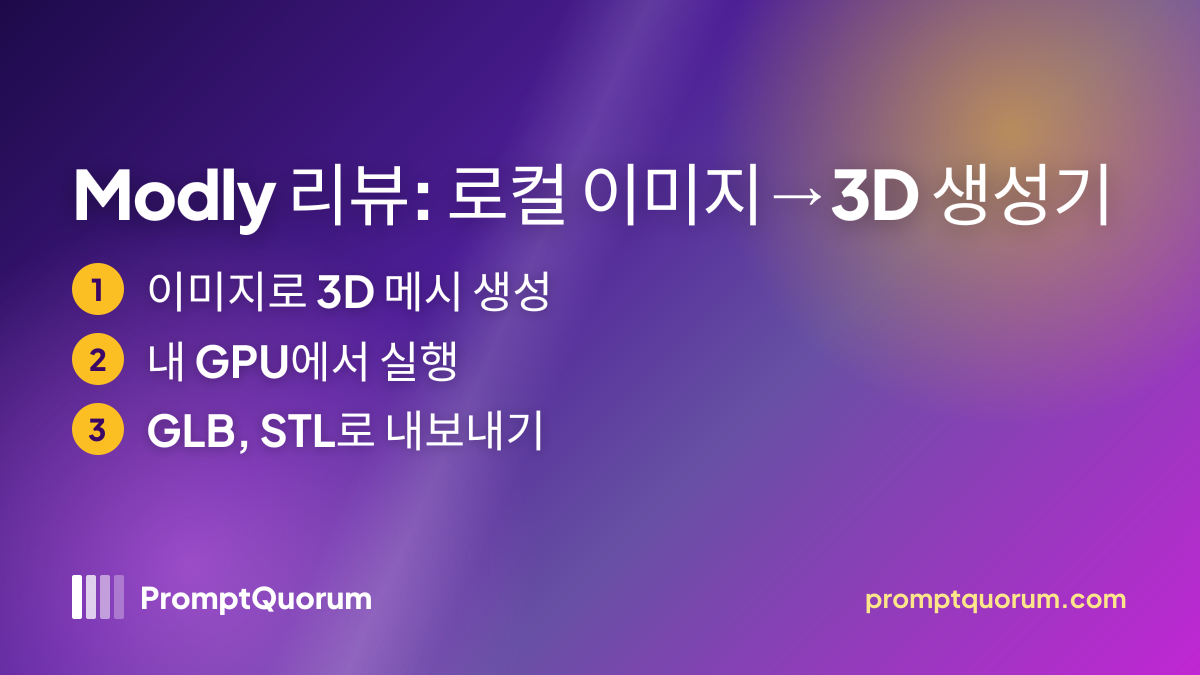 Modly 리뷰: 로컬 이미지→3D 생성기
1 이미지로 3D 메시 생성
2 내 GPU에서 실행
3 GLB, STL로 내보내기
PromptQuorum
promptquorum.com